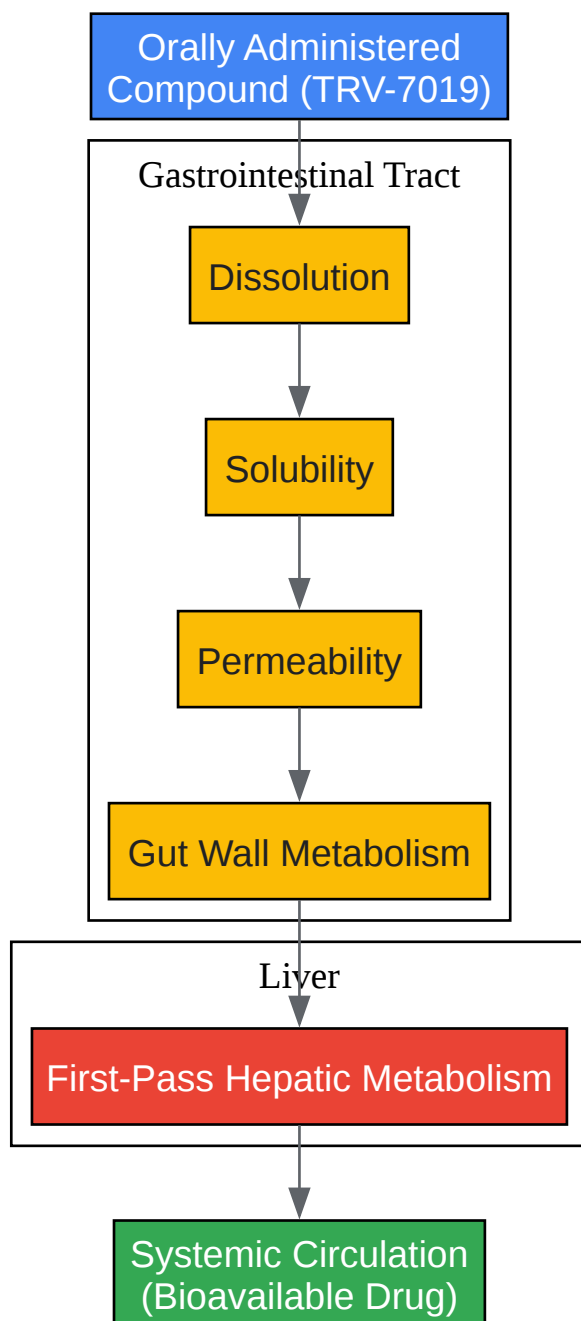 Orally Administered
Compound (TRV-7019)
Gastrointestinal Tract
Dissolution
Solubility
Permeability
Gut Wall Metabolism
Liver
First-Pass Hepatic Metabolism
Systemic Circulation
(Bioavailable Drug)